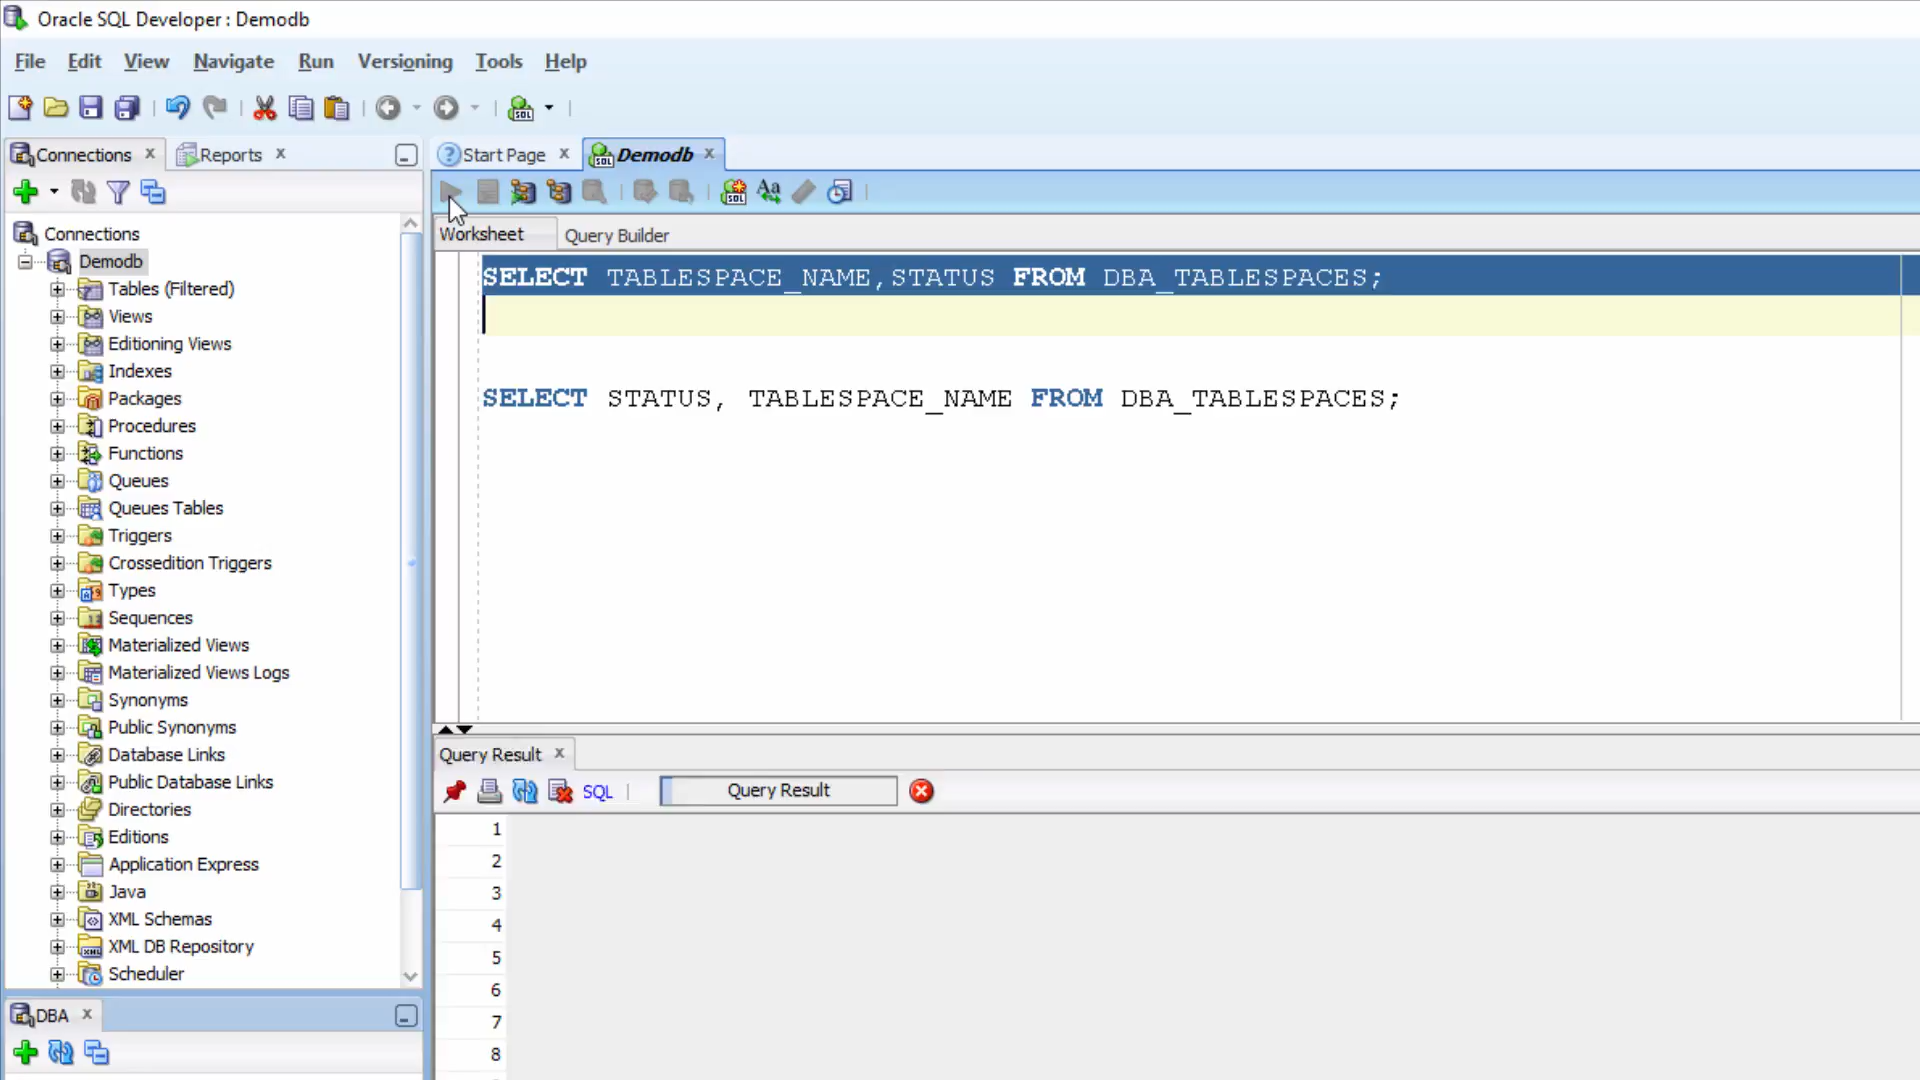 Oracle SQL Developer : Demodb
File Edit View Navigate Run Versioning Tools Help
SQL
Connections Reports
Start Page Demodb
Connections
Demodb
Tables (Filtered)
Views
Editioning Views
Indexes
Packages
Procedures
Functions
Queues
Queues Tables
Triggers
Crossedition Triggers
Types
Sequences
Materialized Views
Materialized Views Logs
Synonyms
Public Synonyms
Database Links
Public Database Links
Directories
Editions
Application Express
Java
XML Schemas
XML DB Repository
Scheduler
DBA
Worksheet Query Builder
SELECT TABLESPACE_NAME,STATUS FROM DBA_TABLESPACES;
SELECT STATUS, TABLESPACE_NAME FROM DBA_TABLESPACES;
Query Result
SQL Query Result
1
2
3
4
5
6
7
8